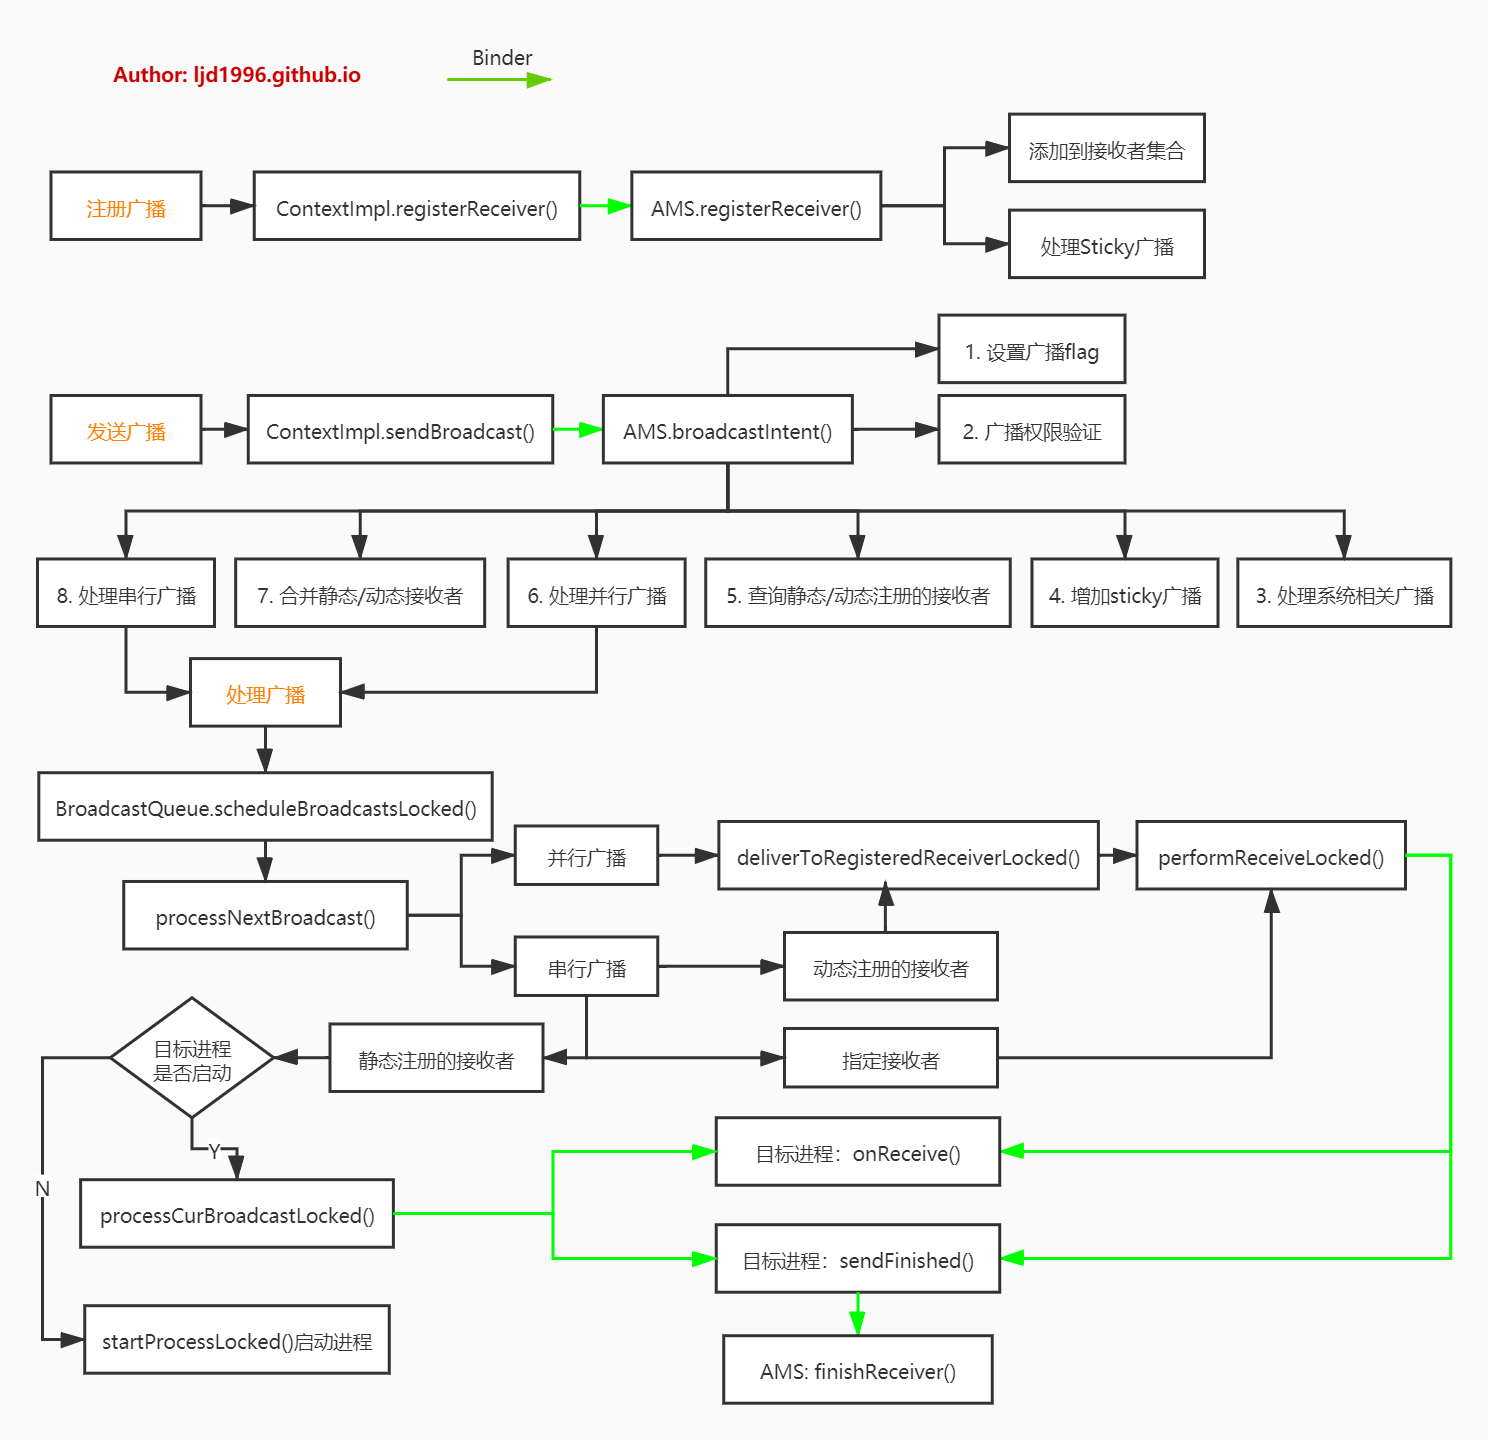 Author: ljd1996.github.io
Binder
注册广播
ContextImpl.registerReceiver()
AMS.registerReceiver()
添加到接收者集合
处理Sticky广播
1. 设置广播flag
发送广播
ContextImpl.sendBroadcast()
AMS.broadcastIntent()
2. 广播权限验证
8. 处理串行广播
7. 合并静态/动态接收者
6. 处理并行广播
5. 查询静态/动态注册的接收者
4. 增加sticky广播
3. 处理系统相关广播
处理广播
BroadcastQueue.scheduleBroadcastsLocked()
并行广播
deliverToRegisteredReceiverLocked()
performReceiveLocked()
processNextBroadcast()
串行广播
动态注册的接收者
目标进程
是否启动
静态注册的接收者
指定接收者
Y
N
目标进程：onReceive()
processCurBroadcastLocked()
目标进程：sendFinished()
startProcessLocked()启动进程
AMS: finishReceiver()